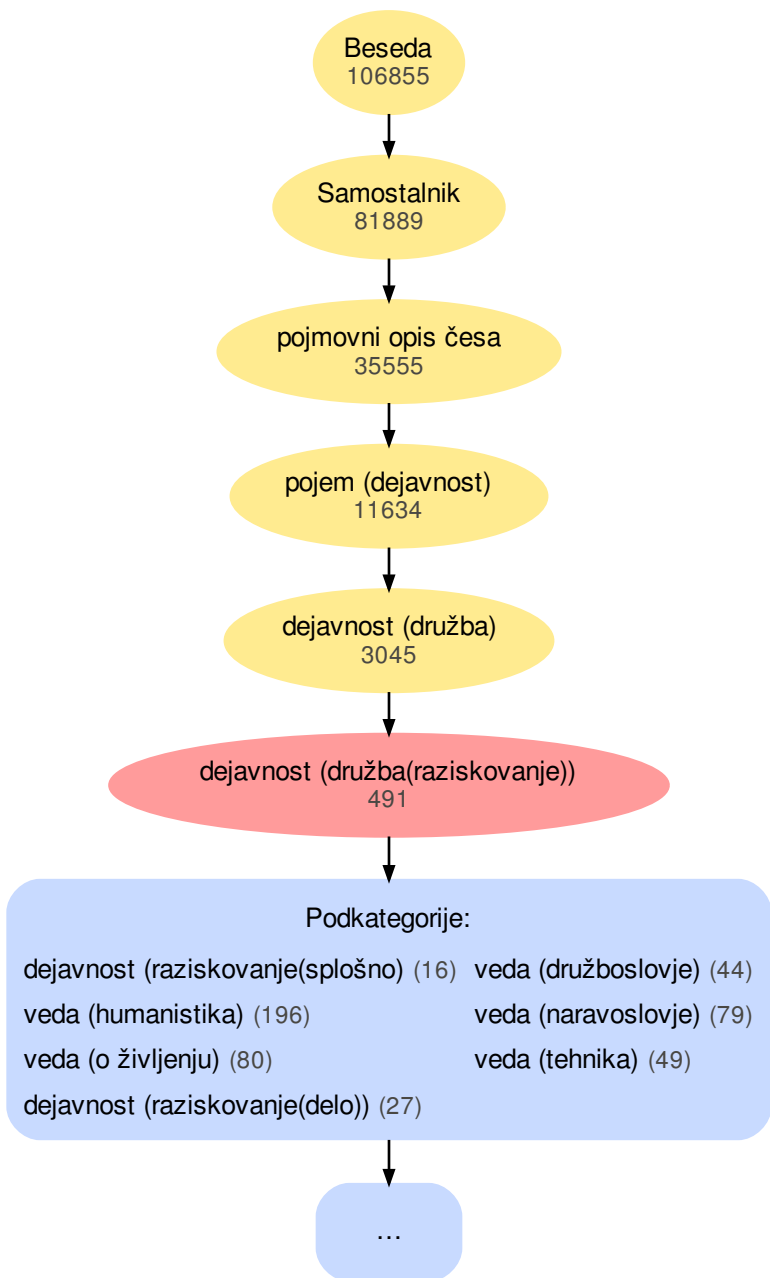 Beseda
106855
Samostalnik
81889
pojmovni opis česa
35555
pojem (dejavnost)
11634
dejavnost (družba)
3045
dejavnost (družba(raziskovanje))
491
Podkategorije:
dejavnost (raziskovanje(splošno) (16) veda (družboslovje) (44)
veda (humanistika) (196) veda (naravoslovje) (79)
veda (o življenju) (80) veda (tehnika) (49)
dejavnost (raziskovanje(delo)) (27)
...